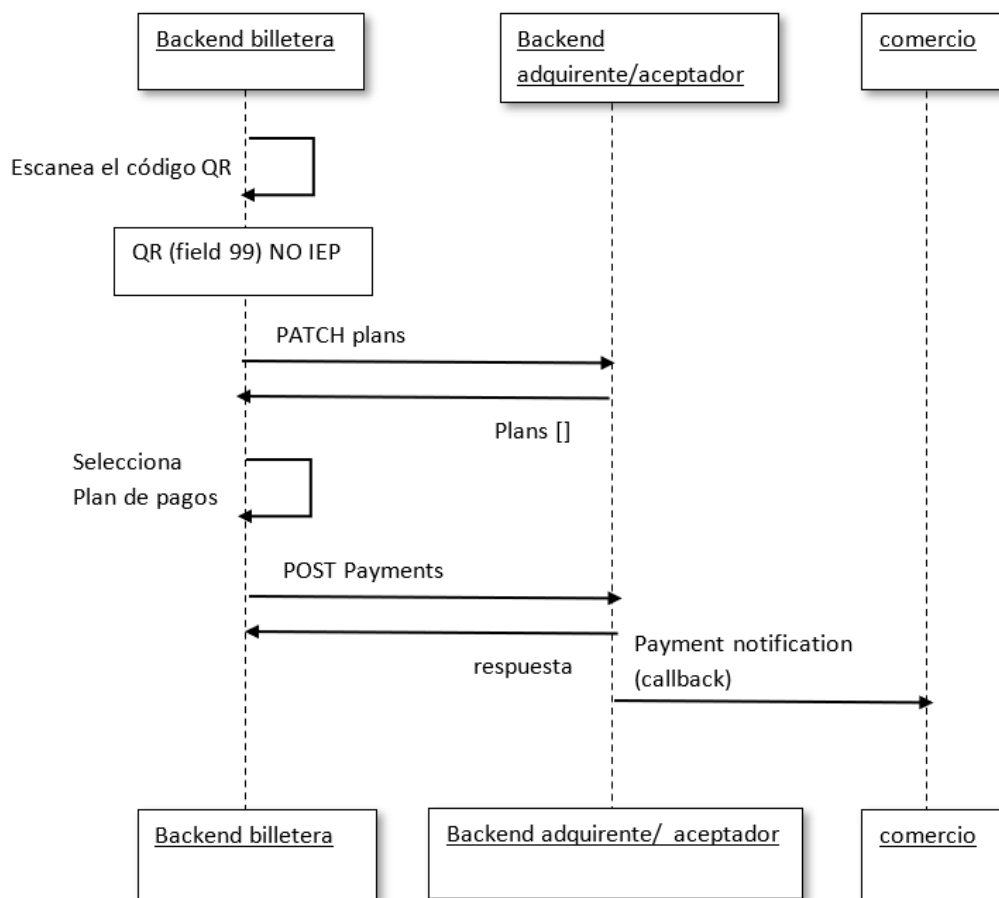 Backend billetera
Backend
adquirente/aceptador
comercio
Escanea el código QR
QR (field 99) NO IEP
PATCH plans
Plans []
Selecciona
Plan de pagos
POST Payments
respuesta
Payment notification
(callback)
Backend billetera
Backend adquirente/ aceptador
comercio